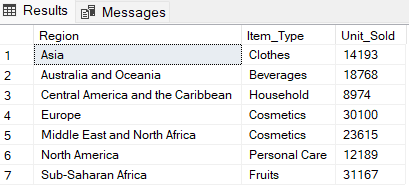 Results Messages
Region Item_Type Unit_Sold
1 Asia Clothes 14193
2 Australia and Oceania Beverages 18768
3 Central America and the Caribbean Household 8974
4 Europe Cosmetics 30100
5 Middle East and North Africa Cosmetics 23615
6 North America Personal Care 12189
7 Sub-Saharan Africa Fruits 31167